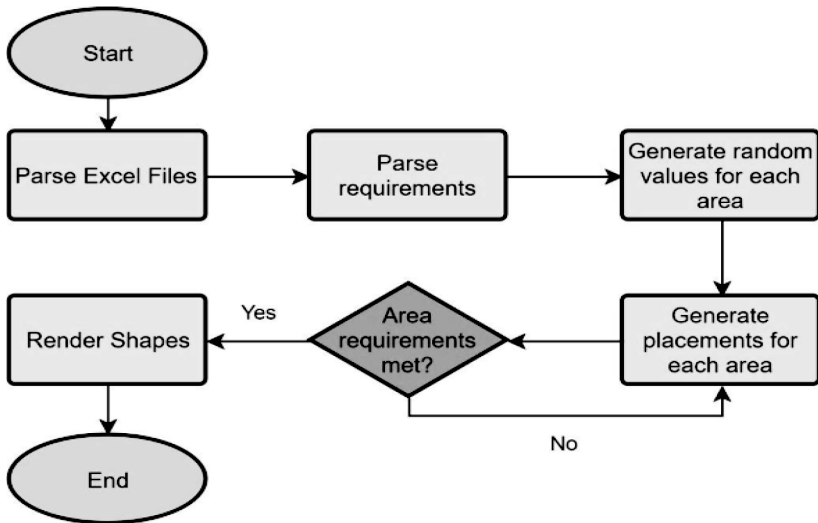 Start
Parse Excel Files
Parse
requirements
Generate random
values for each
area
Generate
placements for
each area
Area
requirements
met?
Yes
No
Render Shapes
End